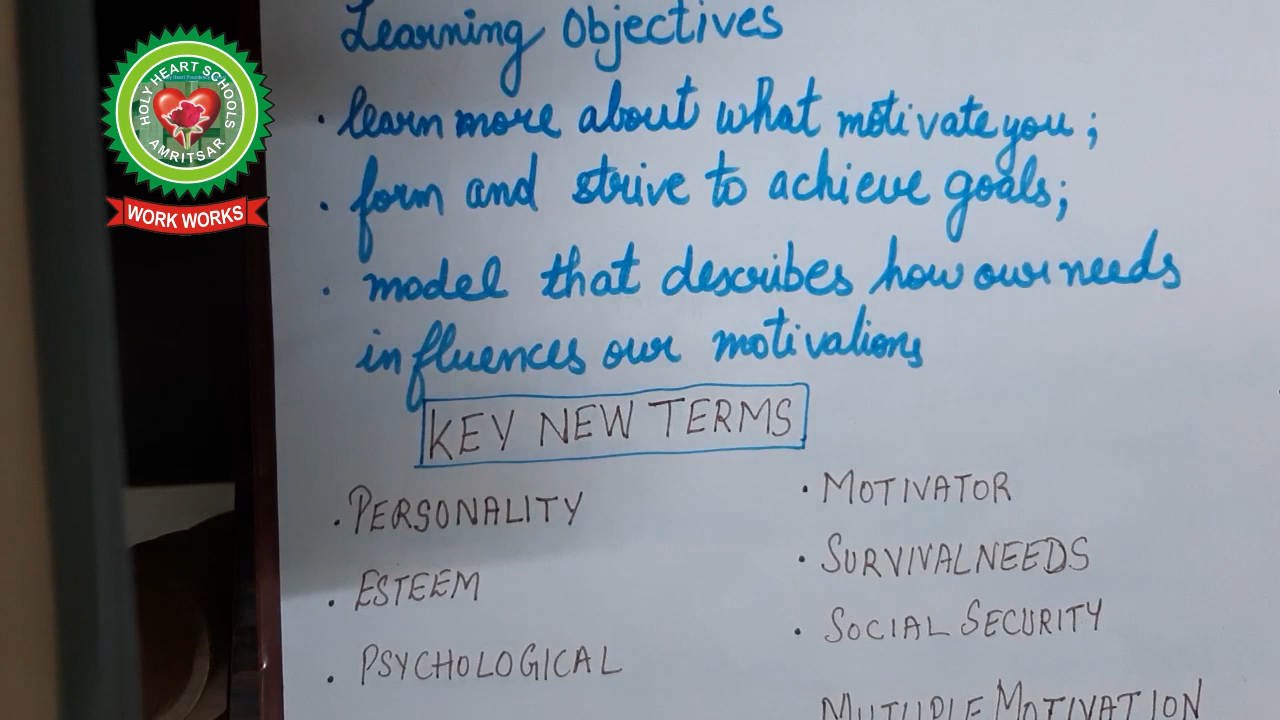 HOLY HEART SCHOOLS
AMRITSAR
WORK WORKS
Learning Objectives
· learn more about what motivate you ;
· form and strive to achieve goals;
· model that describes how our needs
influences our motivations
KEY NEW TERMS
· PERSONALITY
· ESTEEM
· PSYCHOLOGICAL
· MOTIVATOR
· SURVIVAL NEEDS
· SOCIAL SECURITY
MOTIVATION